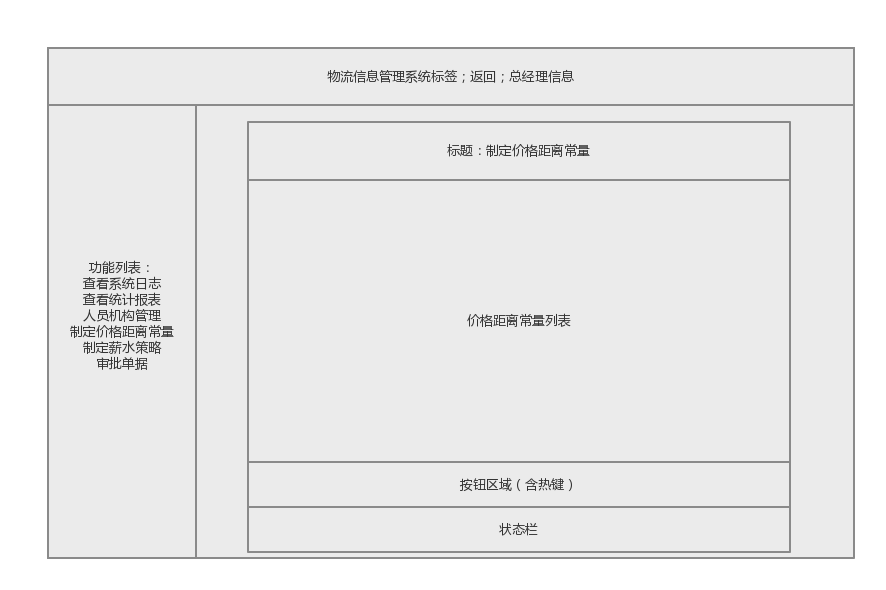 物流信息管理系统标签；返回；总经理信息
标题：制定价格距离常量
功能列表：
查看系统日志
查看统计报表
人员机构管理
制定价格距离常量
制定薪水策略
审批单据
价格距离常量列表
按钮区域（含热键）
状态栏